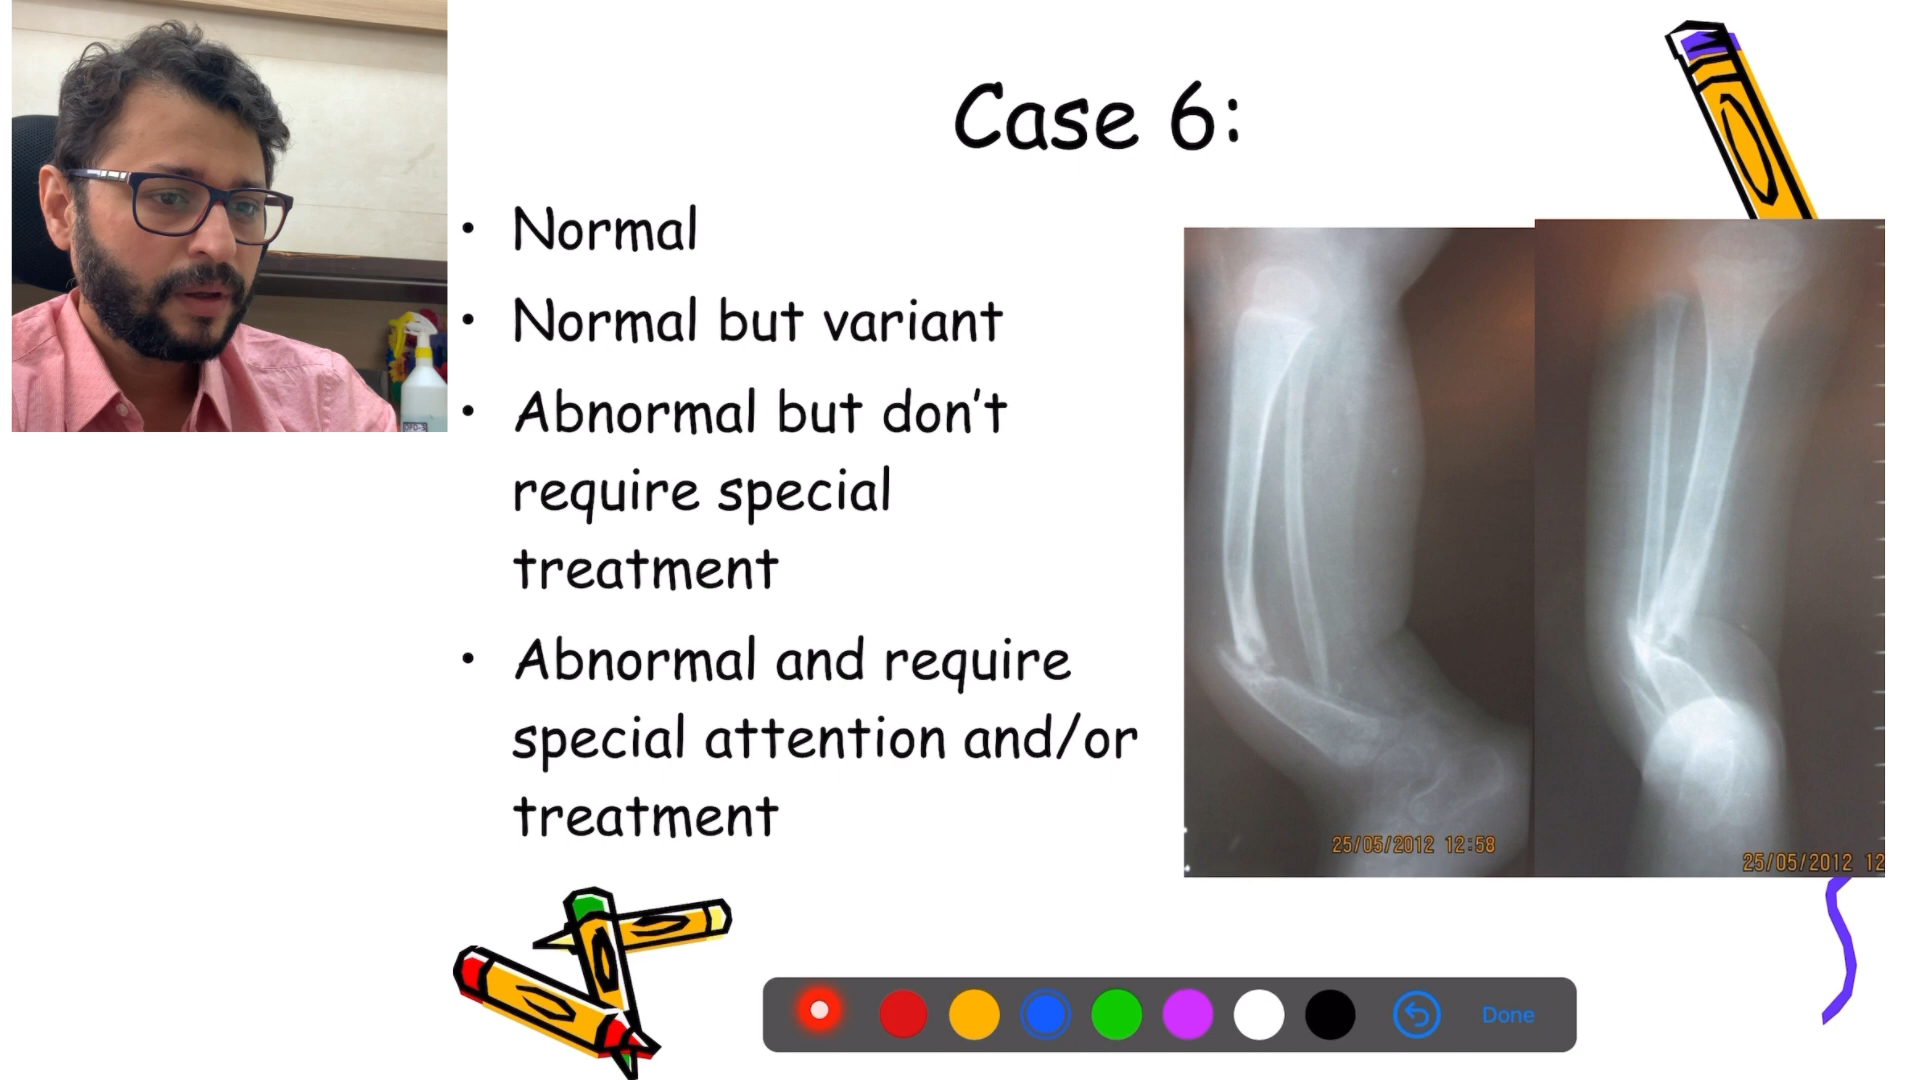 Case 6:
• Normal
• Normal but variant
• Abnormal but don't
require special
treatment
• Abnormal and require
special attention and/or
treatment
25/05/2012 12:58
25/05/2012 12
Done